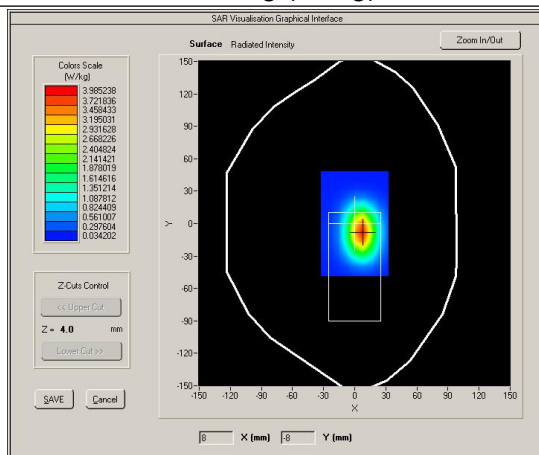 SAR Visualisation Graphical Interface
Surface Radiated Intensity
Zoom In/Out
Colors Scale
(W/kg)
3.985238
3.721836
3.458433
3.195031
2.931628
2.668226
2.404824
2.141421
1.878019
1.614616
1.351214
1.087812
0.824409
0.561007
0.297604
0.034202
Z-Cuts Control
<< Upper Cut
Z = 4.0 mm
Lower Cut >>
SAVE Cancel
150
120
90
60
30
0
-30
-60
-90
-120
-150
Y
-150 -120 -90 -60 -30 0 30 60 90 120 150
X
8 X (mm) -8 Y (mm)